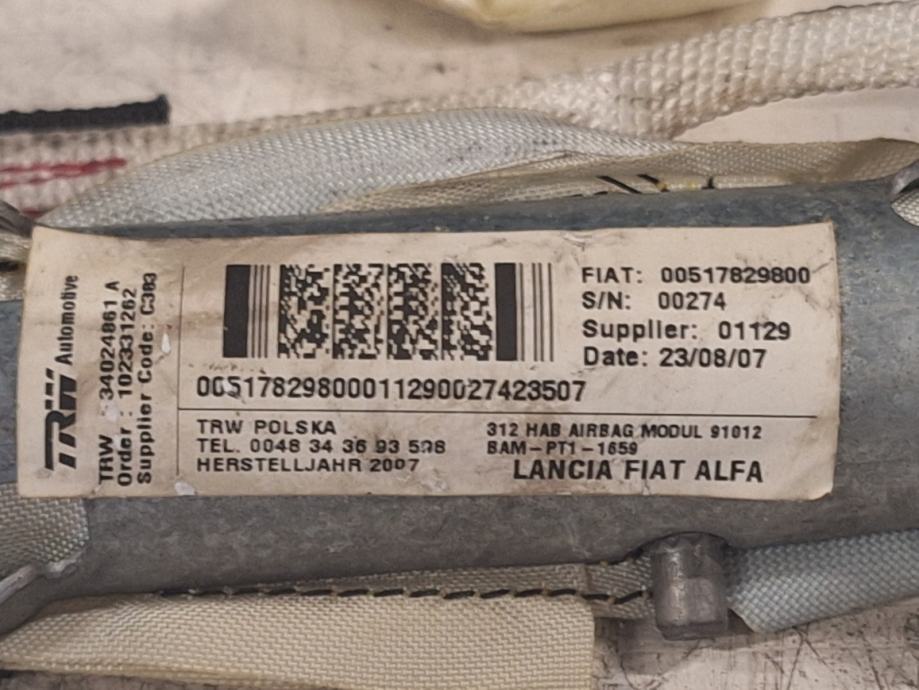 TRW Automotive
TRW : 34024861 A
Order : 102331262
Supplier Code: C3B3
FIAT: 00517829800
S/N: 00274
Supplier: 01129
Date: 23/08/07
00517829800011290027423507
TRW POLSKA
TEL. 0048 34 36 93 598
HERSTELLJAHR 2007
312 HAB AIRBAG MODUL 91012
BAM-PT1-1659
LANCIA FIAT ALFA